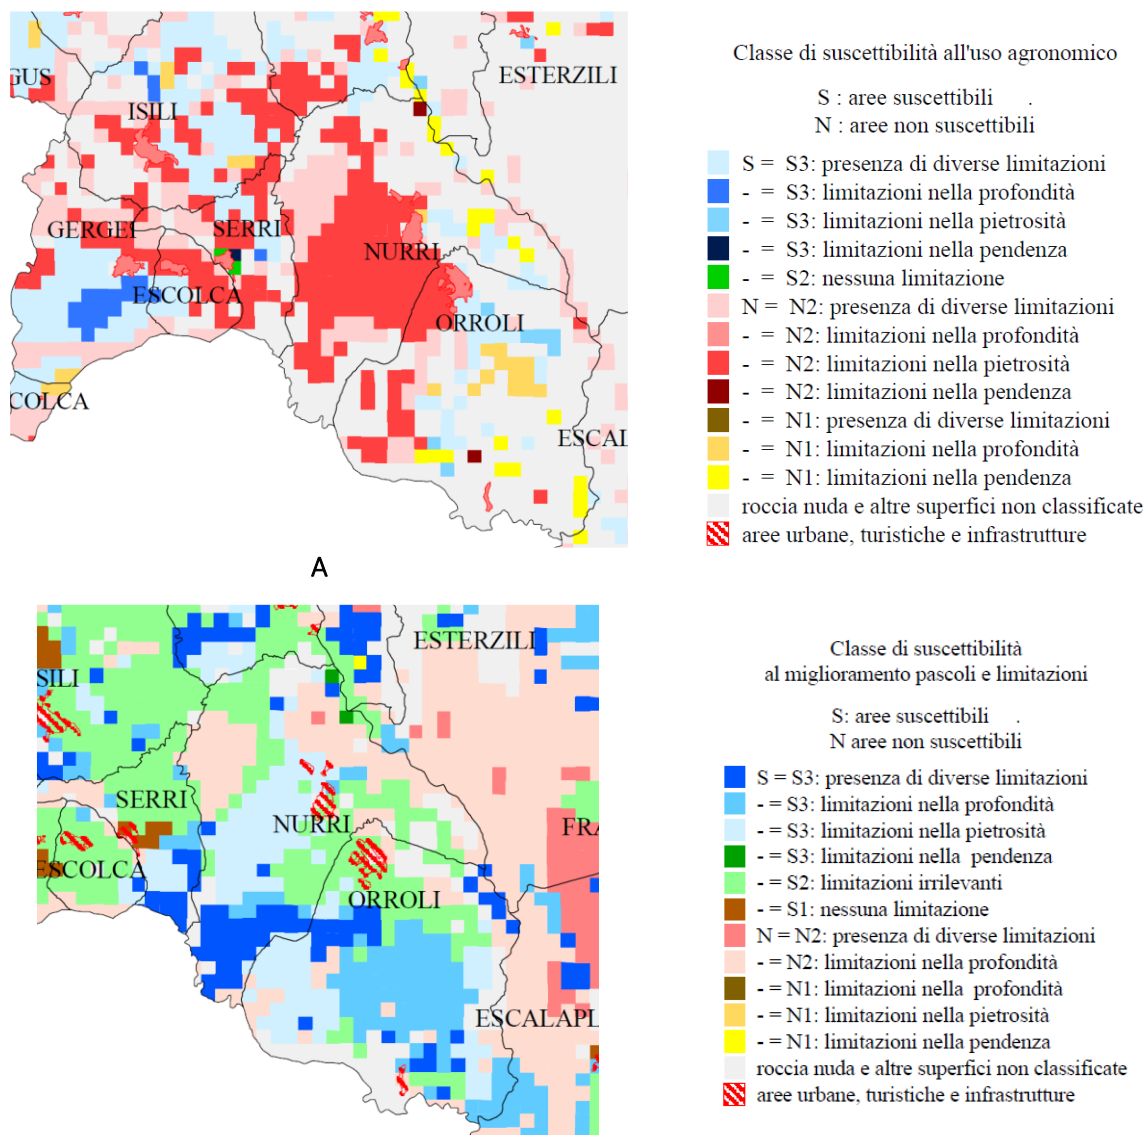 GUS
ISILI
ESTERZILI
GERGEI
SERRI
NURRI
ESCOLCA
ORROLI
COLCA
ESCAL
Classe di suscettibilità all'uso agronomico
S : aree suscettibili .
N : aree non suscettibili
S = S3: presenza di diverse limitazioni
- = S3: limitazioni nella profondità
- = S3: limitazioni nella pietrosità
- = S3: limitazioni nella pendenza
- = S2: nessuna limitazione
N = N2: presenza di diverse limitazioni
- = N2: limitazioni nella profondità
- = N2: limitazioni nella pietrosità
- = N2: limitazioni nella pendenza
- = N1: presenza di diverse limitazioni
- = N1: limitazioni nella profondità
- = N1: limitazioni nella pendenza
roccia nuda e altre superfici non classificate
aree urbane, turistiche e infrastrutture
A
ESTERZILI
SILI
SERRI
NURRI
FRA
ESCOLCA
ORROLI
ESCALAPL
Classe di suscettibilità
al miglioramento pascoli e limitazioni
S: aree suscettibili .
N aree non suscettibili
S = S3: presenza di diverse limitazioni
- = S3: limitazioni nella profondità
- = S3: limitazioni nella pietrosità
- = S3: limitazioni nella pendenza
- = S2: limitazioni irrilevanti
- = S1: nessuna limitazione
N = N2: presenza di diverse limitazioni
- = N2: limitazioni nella profondità
- = N1: limitazioni nella profondità
- = N1: limitazioni nella pietrosità
- = N1: limitazioni nella pendenza
roccia nuda e altre superfici non classificate
aree urbane, turistiche e infrastrutture